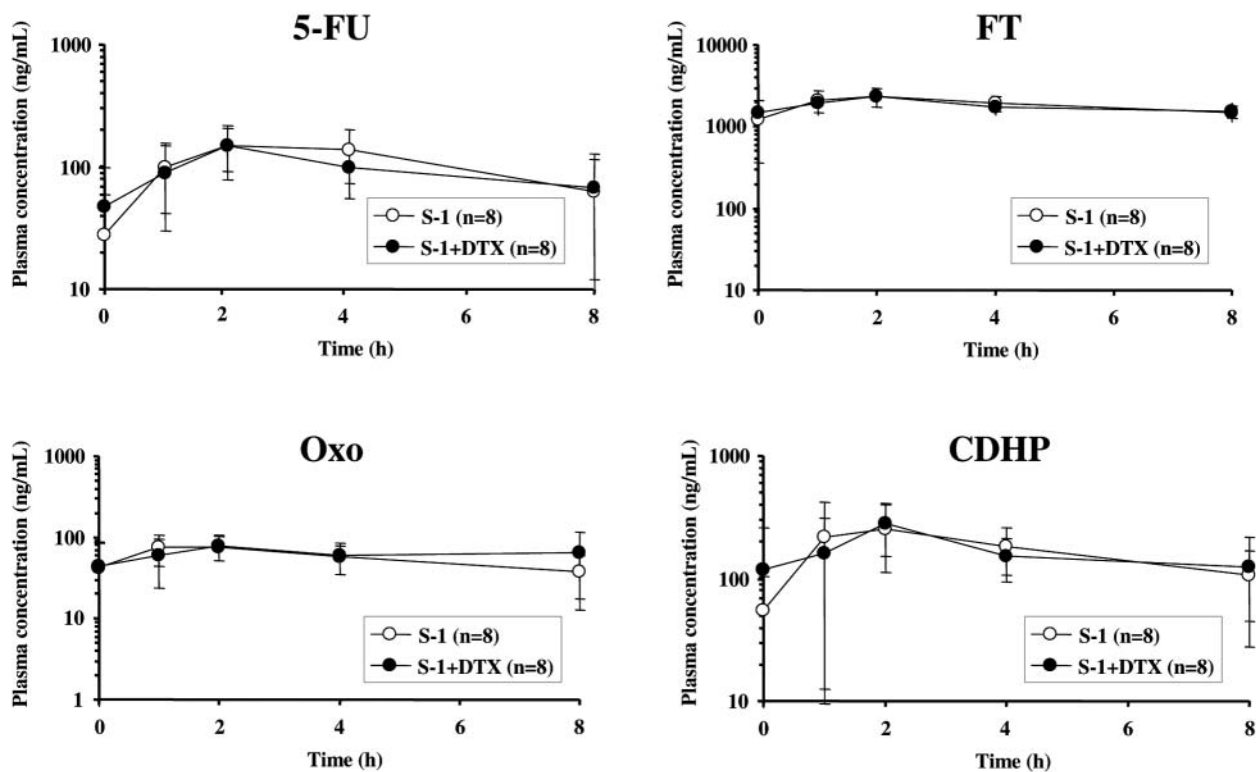 5-FU
Plasma concentration (ng/mL)
1000
100
10
0
2
4
6
8
Time (h)
S-1 (n=8)
S-1+DTX (n=8)
FT
Plasma concentration (ng/mL)
10000
1000
100
10
0
2
4
6
8
Time (h)
S-1 (n=8)
S-1+DTX (n=8)
Oxo
Plasma concentration (ng/mL)
1000
100
10
1
0
2
4
6
8
Time (h)
S-1 (n=8)
S-1+DTX (n=8)
CDHP
Plasma concentration (ng/mL)
1000
100
10
0
2
4
6
8
Time (h)
S-1 (n=8)
S-1+DTX (n=8)